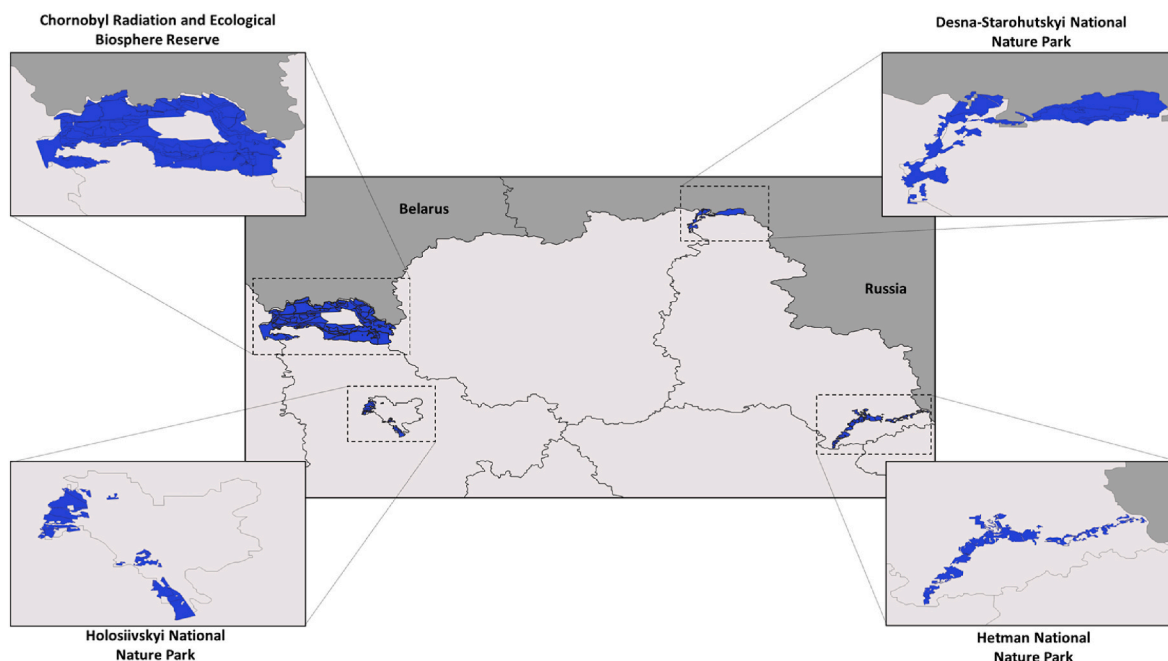 Chornobyl Radiation and Ecological
Biosphere Reserve
Desna-Starohutskyi National
Nature Park
Belarus
Russia
Holosiivskyi National
Nature Park
Hetman National
Nature Park